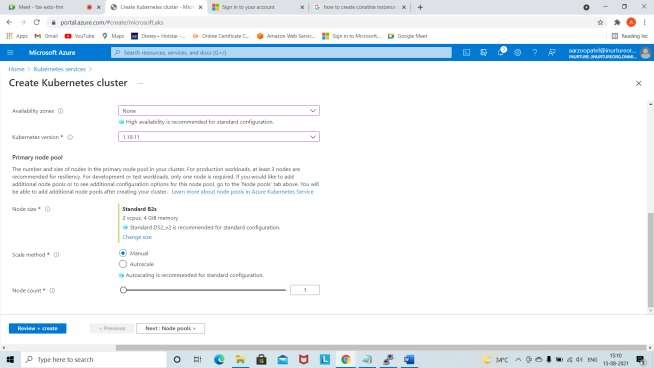 Meet – fox-exto-fmr
Create Kubernetes cluster - Micr
Sign in to your account
how to create container instance
portal.azure.com/#create/microsoft.aks
Apps
Gmail
YouTube
Maps
Disney+ Hotstar -...
Online Certificate C...
Amazon Web Servic...
Sign in to Microsoft...
Google Meet
Reading list
Microsoft Azure
Search resources, services, and docs (G+/)
Home > Kubernetes services >
Create Kubernetes cluster ...
Availability zones
None
High availability is recommended for standard configuration.
Kubernetes version *
1.19.11
Primary node pool
The number and size of nodes in the primary node pool in your cluster. For production workloads, at least 3 nodes are
recommended for resiliency. For development or test workloads, only one node is required. If you would like to add
additional node pools or to see additional configuration options for this node pool, go to the 'Node pools' tab above. You will
be able to add additional node pools after creating your cluster. Learn more about node pools in Azure Kubernetes Service
Node size *
Standard B2s
2 vcpus, 4 GiB memory
Standard DS2_v2 is recommended for standard configuration.
Change size
Scale method *
Manual
Autoscale
Autoscaling is recommended for standard configuration.
Node count *
1
Review + create
< Previous
Next : Node pools >
Type here to search
34°C
ENG
15:10
15-08-2021